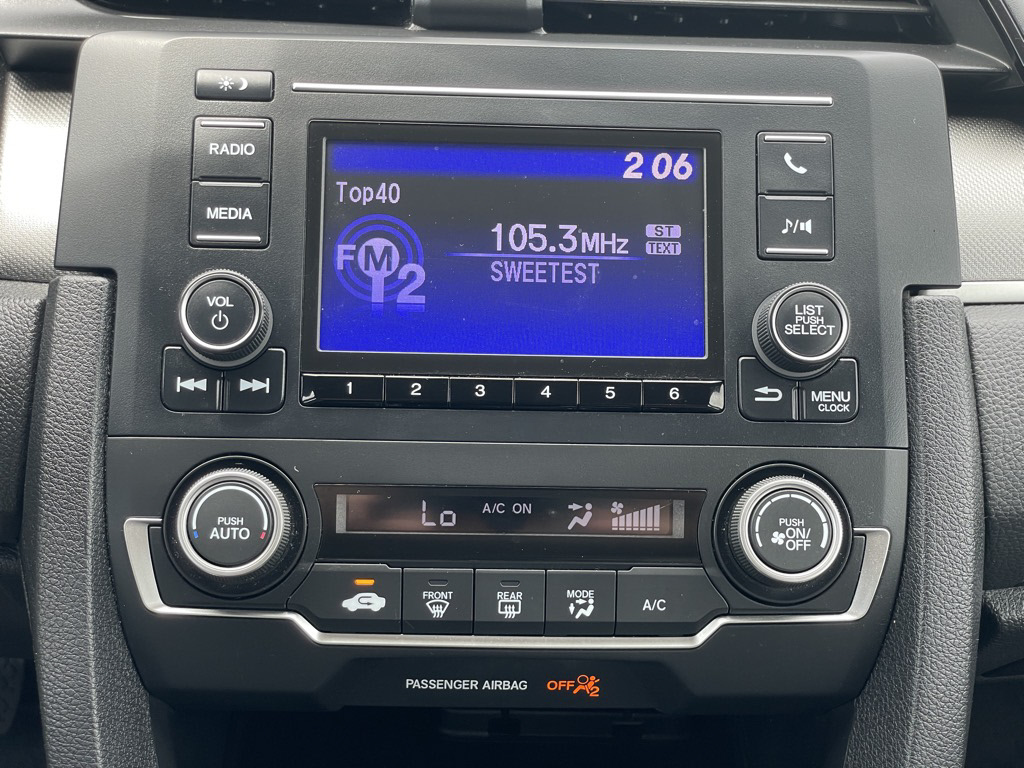 RADIO
MEDIA
VOL
2 06
Top40
FM
2
105.3MHz
ST
TEXT
SWEETEST
LIST
PUSH
SELECT
1 2 3 4 5 6
MENU
CLOCK
PUSH
AUTO
Lo
A/C ON
PUSH
ON/
OFF
FRONT
REAR
MODE
A/C
PASSENGER AIRBAG
OFF
2